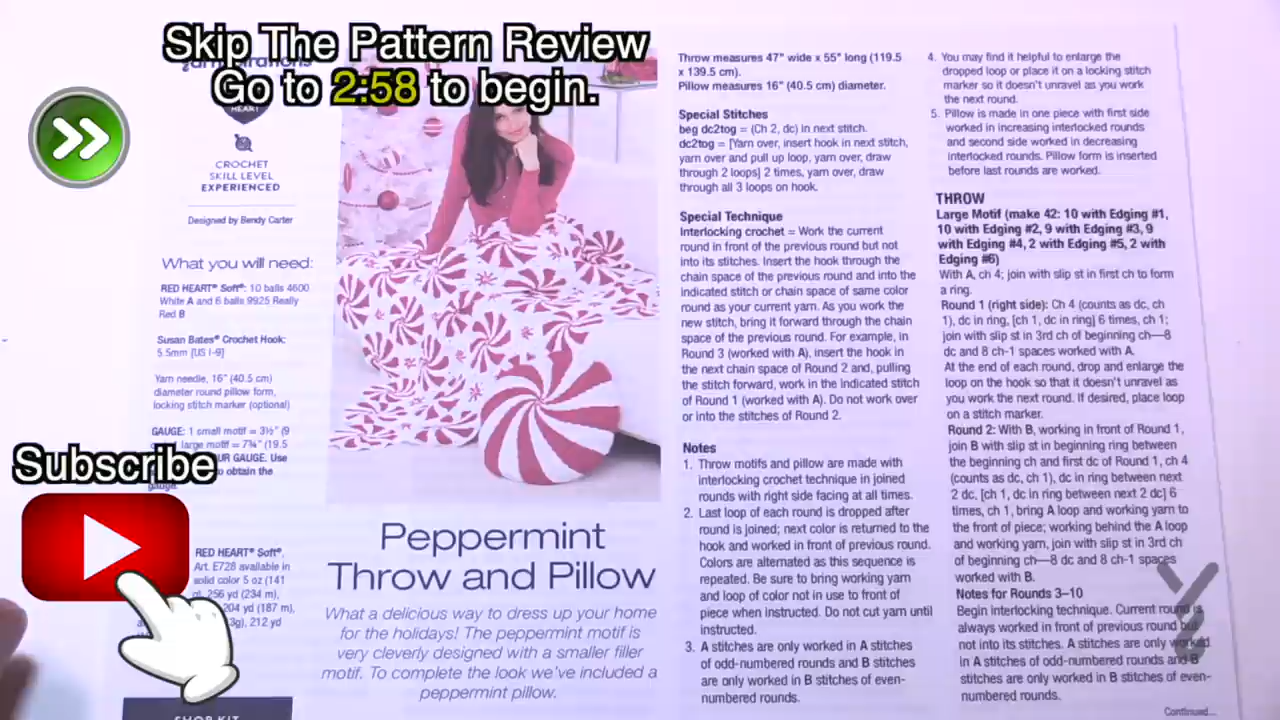 Skip The Pattern Review
Go to 2:58 to begin.
HEART
CROCHET
SKILL LEVEL
EXPERIENCED
Designed by Bendy Carter
What you will need:
RED HEART® Soft®: 10 balls 4600
White A and 6 balls 9925 Really
Red B
Susan Bates® Crochet Hook:
5.5mm [US I-9]
Yarn needle, 16" (40.5 cm)
diameter round pillow form,
locking stitch marker (optional)
GAUGE: 1 small motif = 3½" (9
large motif = 7¾" (19.5
GAUGE. Use
to obtain the
gauge.
Subscribe
RED HEART® Soft®,
Art. E728 available in
solid color 5 oz (141
256 yd (234 m),
204 yd (187 m),
212 yd
SHOP KIT
Peppermint
Throw and Pillow
What a delicious way to dress up your home
for the holidays! The peppermint motif is
very cleverly designed with a smaller filler
motif. To complete the look we've included a
peppermint pillow.
Throw measures 47" wide x 55" long (119.5
x 139.5 cm).
Pillow measures 16" (40.5 cm) diameter.
Special Stitches
beg dc2tog = (Ch 2, dc) in next stitch.
dc2tog = [Yarn over, insert hook in next stitch,
yarn over and pull up loop, yarn over, draw
through 2 loops] 2 times, yarn over, draw
through all 3 loops on hook.
Special Technique
Interlocking crochet = Work the current
round in front of the previous round but not
into its stitches. Insert the hook through the
chain space of the previous round and into the
indicated stitch or chain space of same color
round as your current yarn. As you work the
new stitch, bring it forward through the chain
space of the previous round. For example, in
Round 3 (worked with A), insert the hook in
the next chain space of Round 2 and, pulling
the stitch forward, work in the indicated stitch
of Round 1 (worked with A). Do not work over
or into the stitches of Round 2.
Notes
1. Throw motifs and pillow are made with
interlocking crochet technique in joined
rounds with right side facing at all times.
2. Last loop of each round is dropped after
round is joined; next color is returned to the
hook and worked in front of previous round.
Colors are alternated as this sequence is
repeated. Be sure to bring working yarn
and loop of color not in use to front of
piece when instructed. Do not cut yarn until
instructed.
3. A stitches are only worked in A stitches
of odd-numbered rounds and B stitches
are only worked in B stitches of even-
numbered rounds.
4. You may find it helpful to enlarge the
dropped loop or place it on a locking stitch
marker so it doesn't unravel as you work
the next round.
5. Pillow is made in one piece with first side
worked in increasing interlocked rounds
and second side worked in decreasing
interlocked rounds. Pillow form is inserted
before last rounds are worked.
THROW
Large Motif (make 42: 10 with Edging #1,
10 with Edging #2, 9 with Edging #3, 9
with Edging #4, 2 with Edging #5, 2 with
Edging #6)
With A, ch 4; join with slip st in first ch to form
a ring.
Round 1 (right side): Ch 4 (counts as dc, ch
1), dc in ring, [ch 1, dc in ring] 6 times, ch 1;
join with slip st in 3rd ch of beginning ch—8
dc and 8 ch-1 spaces worked with A.
At the end of each round, drop and enlarge the
loop on the hook so that it doesn't unravel as
you work the next round. If desired, place loop
on a stitch marker.
Round 2: With B, working in front of Round 1,
join B with slip st in beginning ring between
the beginning ch and first dc of Round 1, ch 4
(counts as dc, ch 1), dc in ring between next
2 dc, [ch 1, dc in ring between next 2 dc] 6
times, ch 1, bring A loop and working yarn to
the front of piece; working behind the A loop
and working yarn, join with slip st in 3rd ch
of beginning ch—8 dc and 8 ch-1 spaces
worked with B.
Notes for Rounds 3–10
Begin interlocking technique. Current round is
always worked in front of previous round but
not into its stitches. A stitches are only worked
in A stitches of odd-numbered rounds and B
stitches are only worked in B stitches of even-
numbered rounds.
Continued...